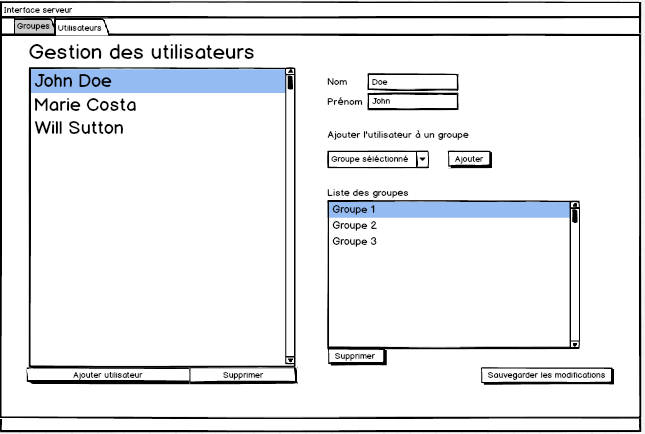 Interface serveur
Groupes Utilisateurs
Gestion des utilisateurs
John Doe
Marie Costa
Will Sutton
Ajouter utilisateur Supprimer
Nom Doe
Prénom John
Ajouter l'utilisateur à un groupe
Groupe séléctionné Ajouter
Liste des groupes
Groupe 1
Groupe 2
Groupe 3
Supprimer
Sauvegarder les modifications